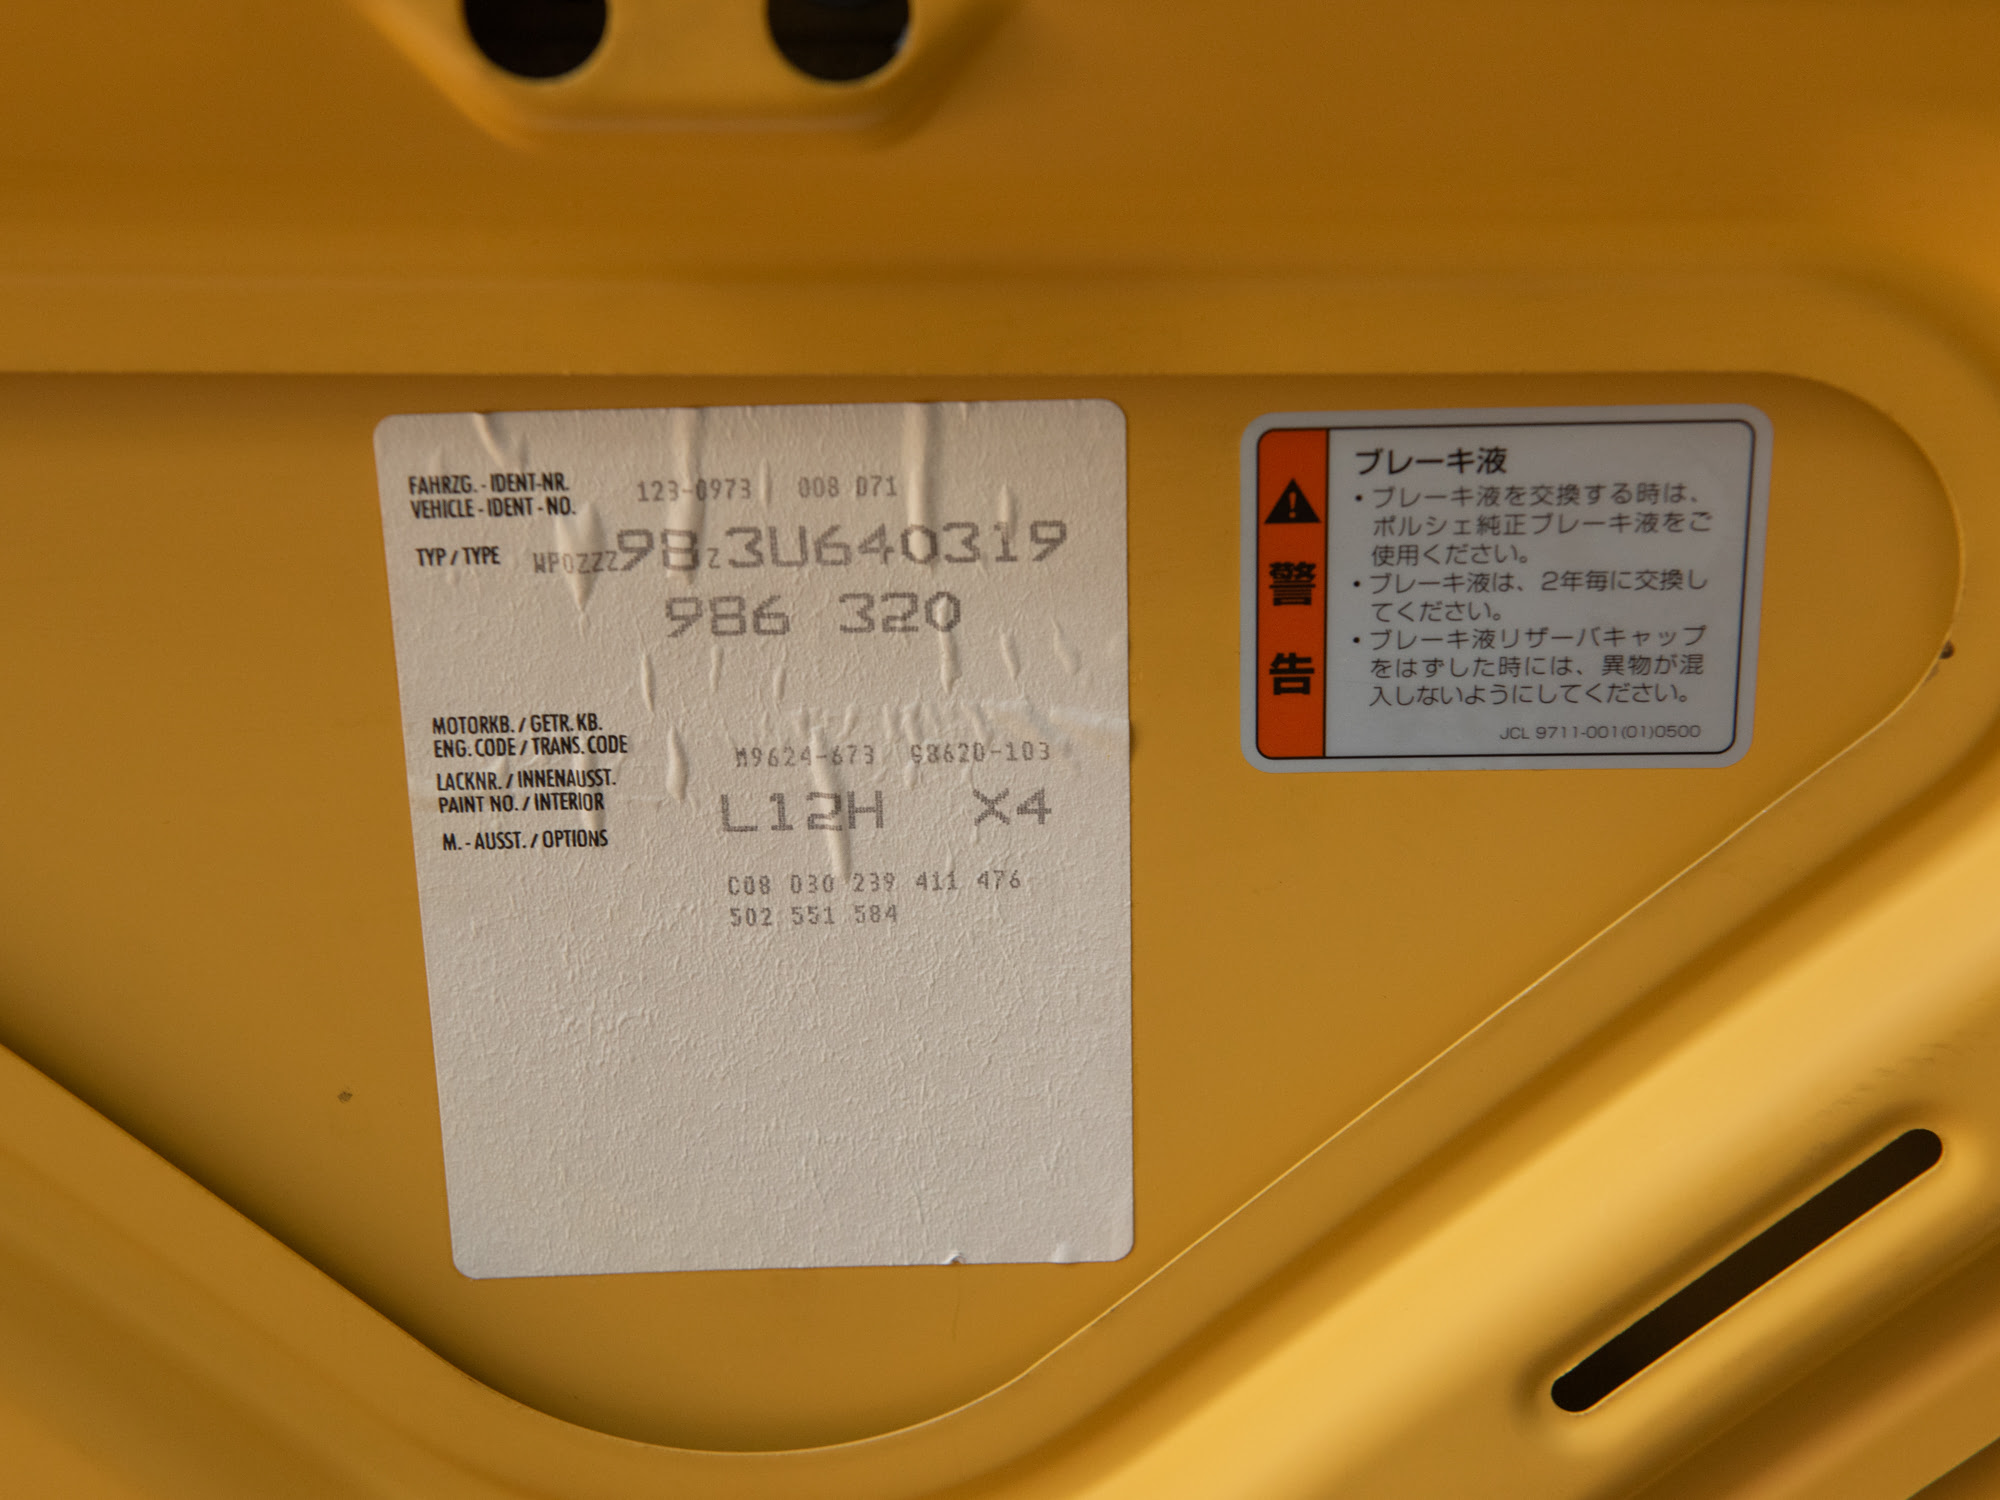 FAHRZG. - IDENT-NR.
VEHICLE - IDENT - NO.
123-0973 008 071
TYP / TYPE
WP0ZZZ98Z3U640319
986 320
MOTORKB. / GETR. KB.
ENG. CODE / TRANS. CODE
M9624-673 G8620-103
LACKNR. / INNENAUSST.
PAINT NO. / INTERIOR
L12H X4
M. - AUSST. / OPTIONS
C08 030 239 411 476
502 551 584
警告
ブレーキ液
・ブレーキ液を交換する時は、
ポルシェ純正ブレーキ液をご
使用ください。
・ブレーキ液は、2年毎に交換し
てください。
・ブレーキ液リザーバキャップ
をはずした時には、異物が混
入しないようにしてください。
JCL 9711-001(01)0500